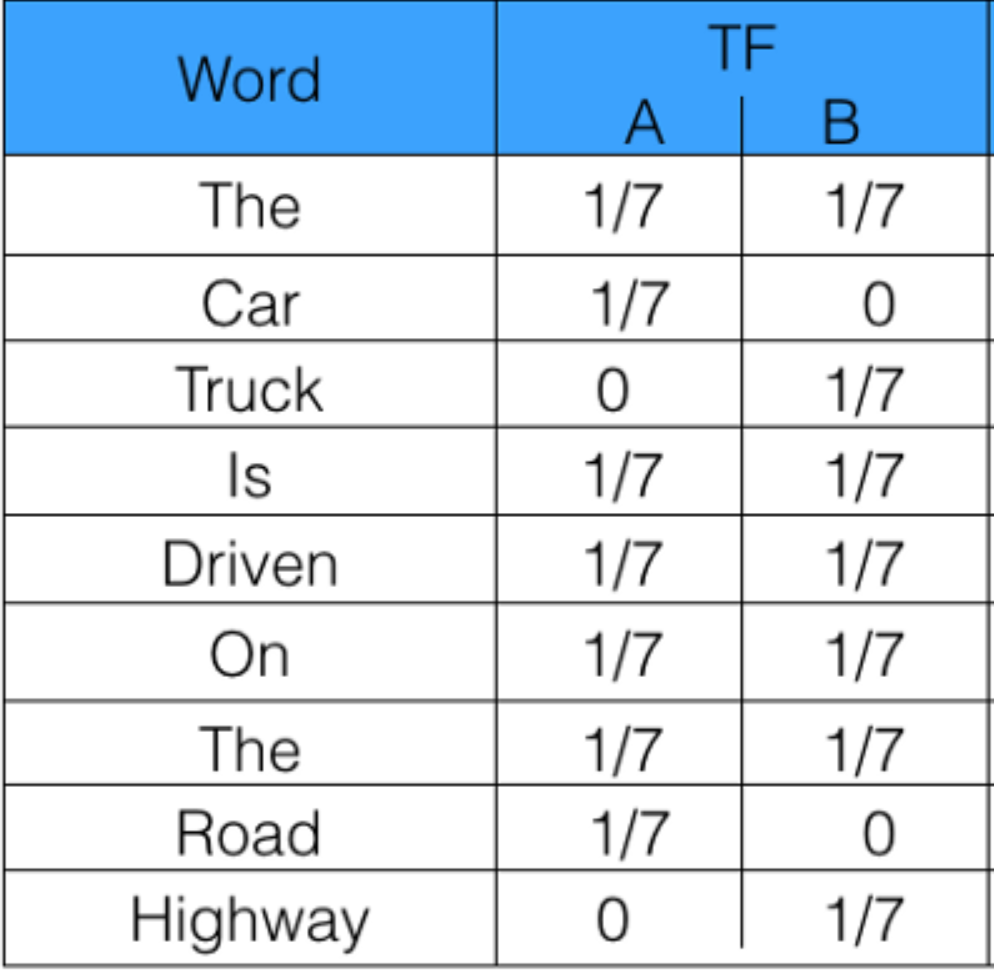 Word TF
A B
The 1/7 1/7
Car 1/7 0
Truck 0 1/7
Is 1/7 1/7
Driven 1/7 1/7
On 1/7 1/7
The 1/7 1/7
Road 1/7 0
Highway 0 1/7